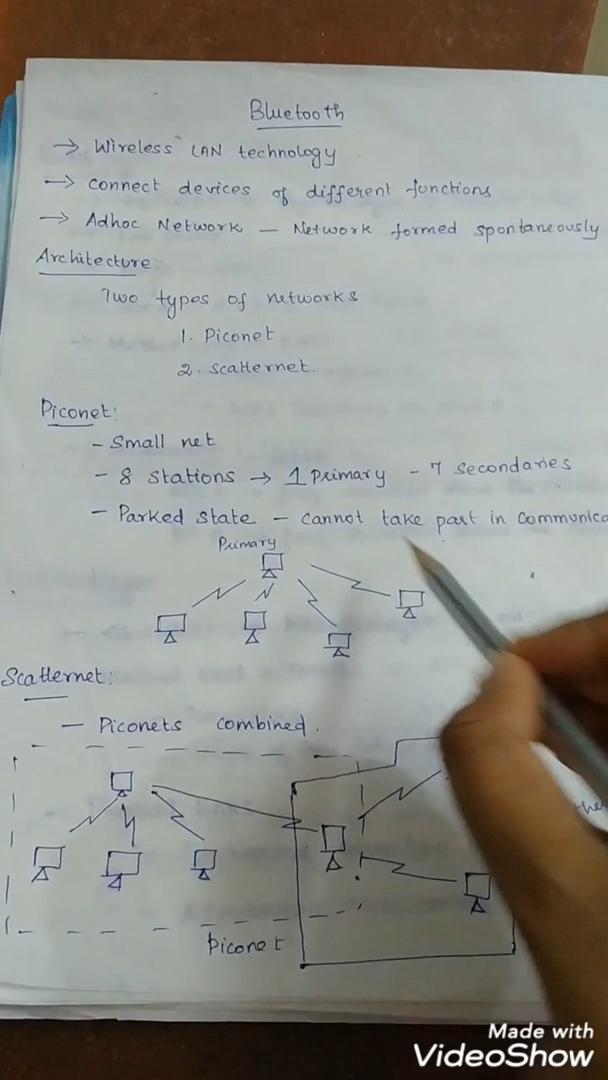 Bluetooth
→ Wireless LAN technology
→ connect devices of different functions
→ Adhoc Network — Network formed spontaneously.
Architecture:
Two types of networks
1. Piconet
2. scatternet.
Piconet:
- Small net
- 8 stations → 1 Primary - 7 secondaries
- Parked state - cannot take part in communica
Primary
Scatternet:
— Piconets combined.
Piconet
Made with
VideoShow